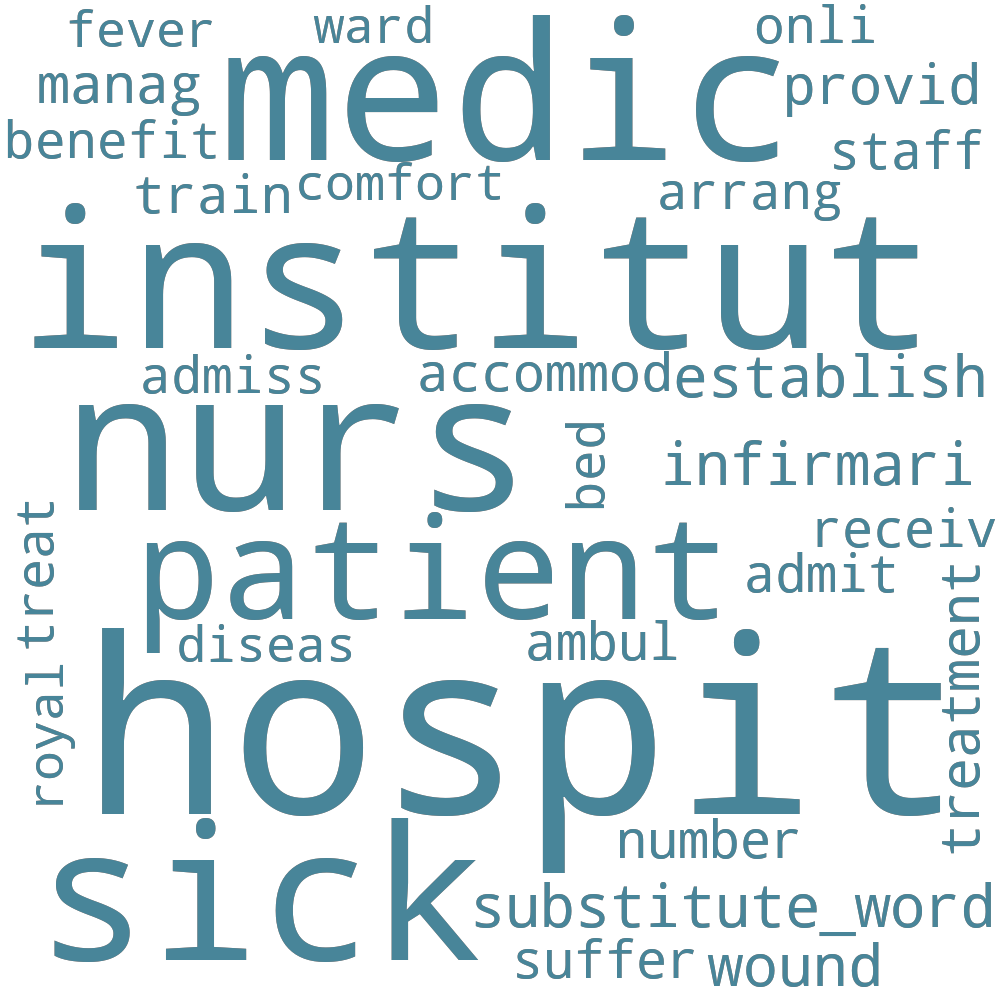 fever
ward
onli
manag
medic
provid
benefit
staff
train
comfort
arrang
institut
admiss
accommod
establish
nurs
bed
infirmari
treat
patient
receiv
admit
treatment
diseas
ambul
royal
hospit
number
sick
substitute_word
suffer
wound